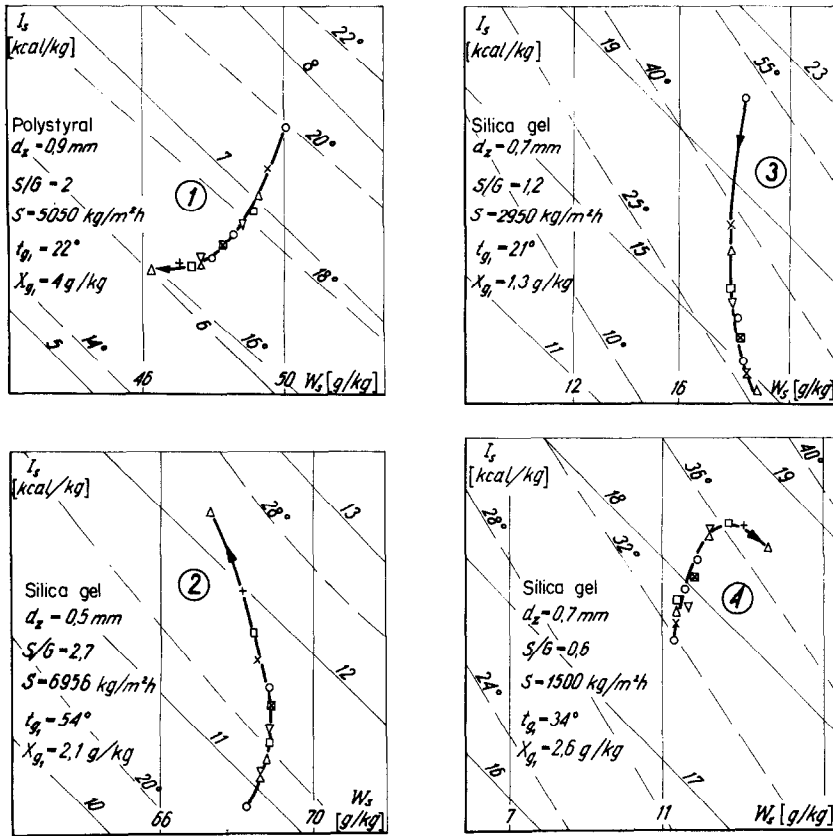 I_s
[kcal/kg]
22°
8
Polystyral
d_z = 0,9 mm
20°
7
S/G = 2
1
S = 5050 kg/m²h
t_g₁ = 22°
18°
X_g₁ = 4 g/kg
5
14°
6
16°
46
50
W_s [g/kg]
I_s
[kcal/kg]
19
40°
55°
23
Silica gel
d_z = 0,7 mm
3
S/G = 1,2
25°
S = 2950 kg/m²h
15
t_g₁ = 21°
X_g₁ = 1,3 g/kg
11
10°
12
16
W_s [g/kg]
I_s
[kcal/kg]
28°
13
2
Silica gel
d_z = 0,5 mm
S/G = 2,7
12
S = 6956 kg/m²h
t_g₁ = 54°
11
X_g₁ = 2,1 g/kg
10
20°
66
70
W_s
[g/kg]
I_s
[kcal/kg]
40°
36°
19
18
28°
32°
Silica gel
4
d_z = 0,7 mm
S/G = 0,6
24°
S = 1500 kg/m²h
t_g₁ = 34°
X_g₁ = 2,6 g/kg
16
17
7
11
W_s [g/kg]